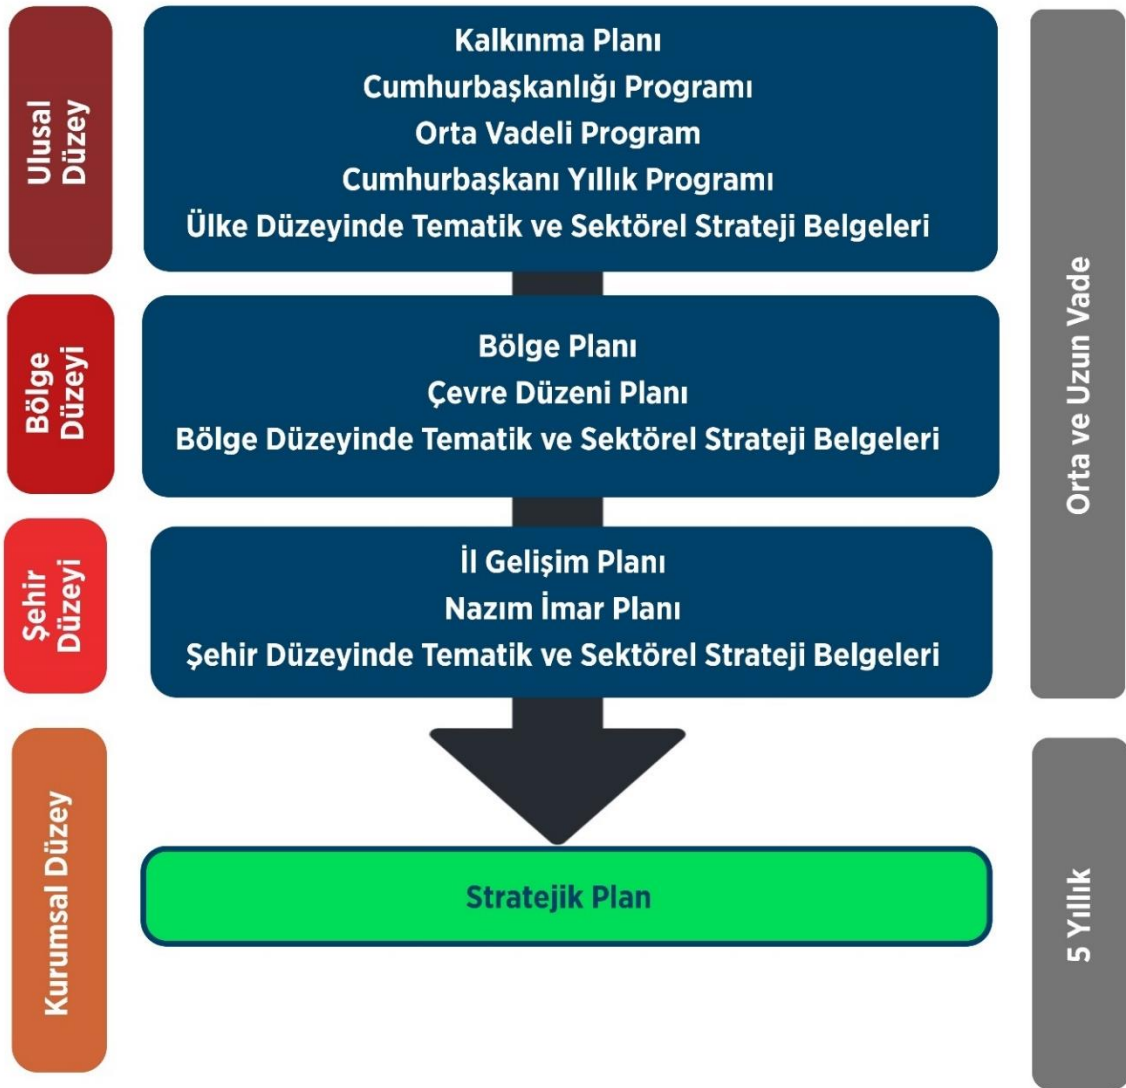 Ulusal
Düzey
Kalkınma Planı
Cumhurbaşkanlığı Programı
Orta Vadeli Program
Cumhurbaşkanı Yıllık Programı
Ülke Düzeyinde Tematik ve Sektörel Strateji Belgeleri
Bölge
Düzeyi
Bölge Planı
Çevre Düzeni Planı
Bölge Düzeyinde Tematik ve Sektörel Strateji Belgeleri
Şehir
Düzeyi
İl Gelişim Planı
Nazım İmar Planı
Şehir Düzeyinde Tematik ve Sektörel Strateji Belgeleri
Orta ve Uzun Vade
Kurumsal Düzey
Stratejik Plan
5 Yıllık